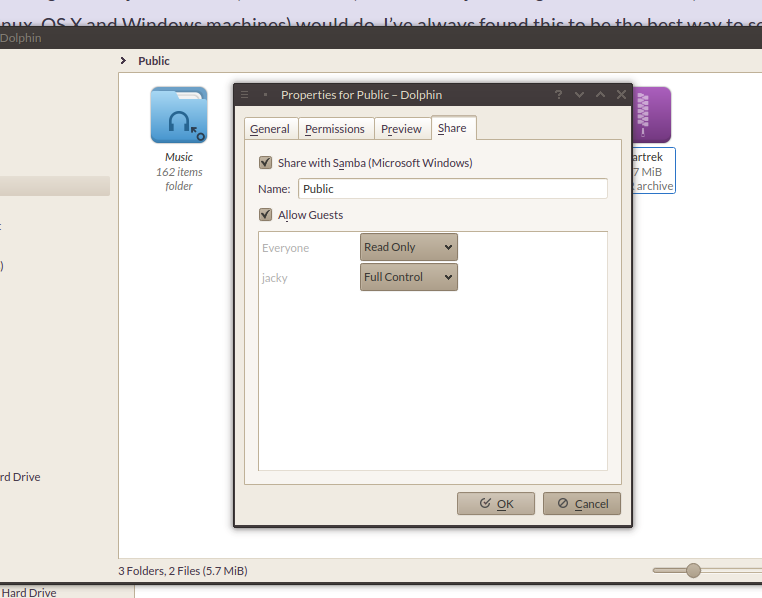 OS X and Windows machines) would do. I've always found this to be the best way to
Dolphin
Public
Properties for Public – Dolphin
General Permissions Preview Share
Share with Samba (Microsoft Windows)
Name: Public
Allow Guests
Everyone Read Only
jacky Full Control
OK Cancel
Music
162 items
folder
artrek
7 MiB
archive
rd Drive
3 Folders, 2 Files (5.7 MiB)
Hard Drive